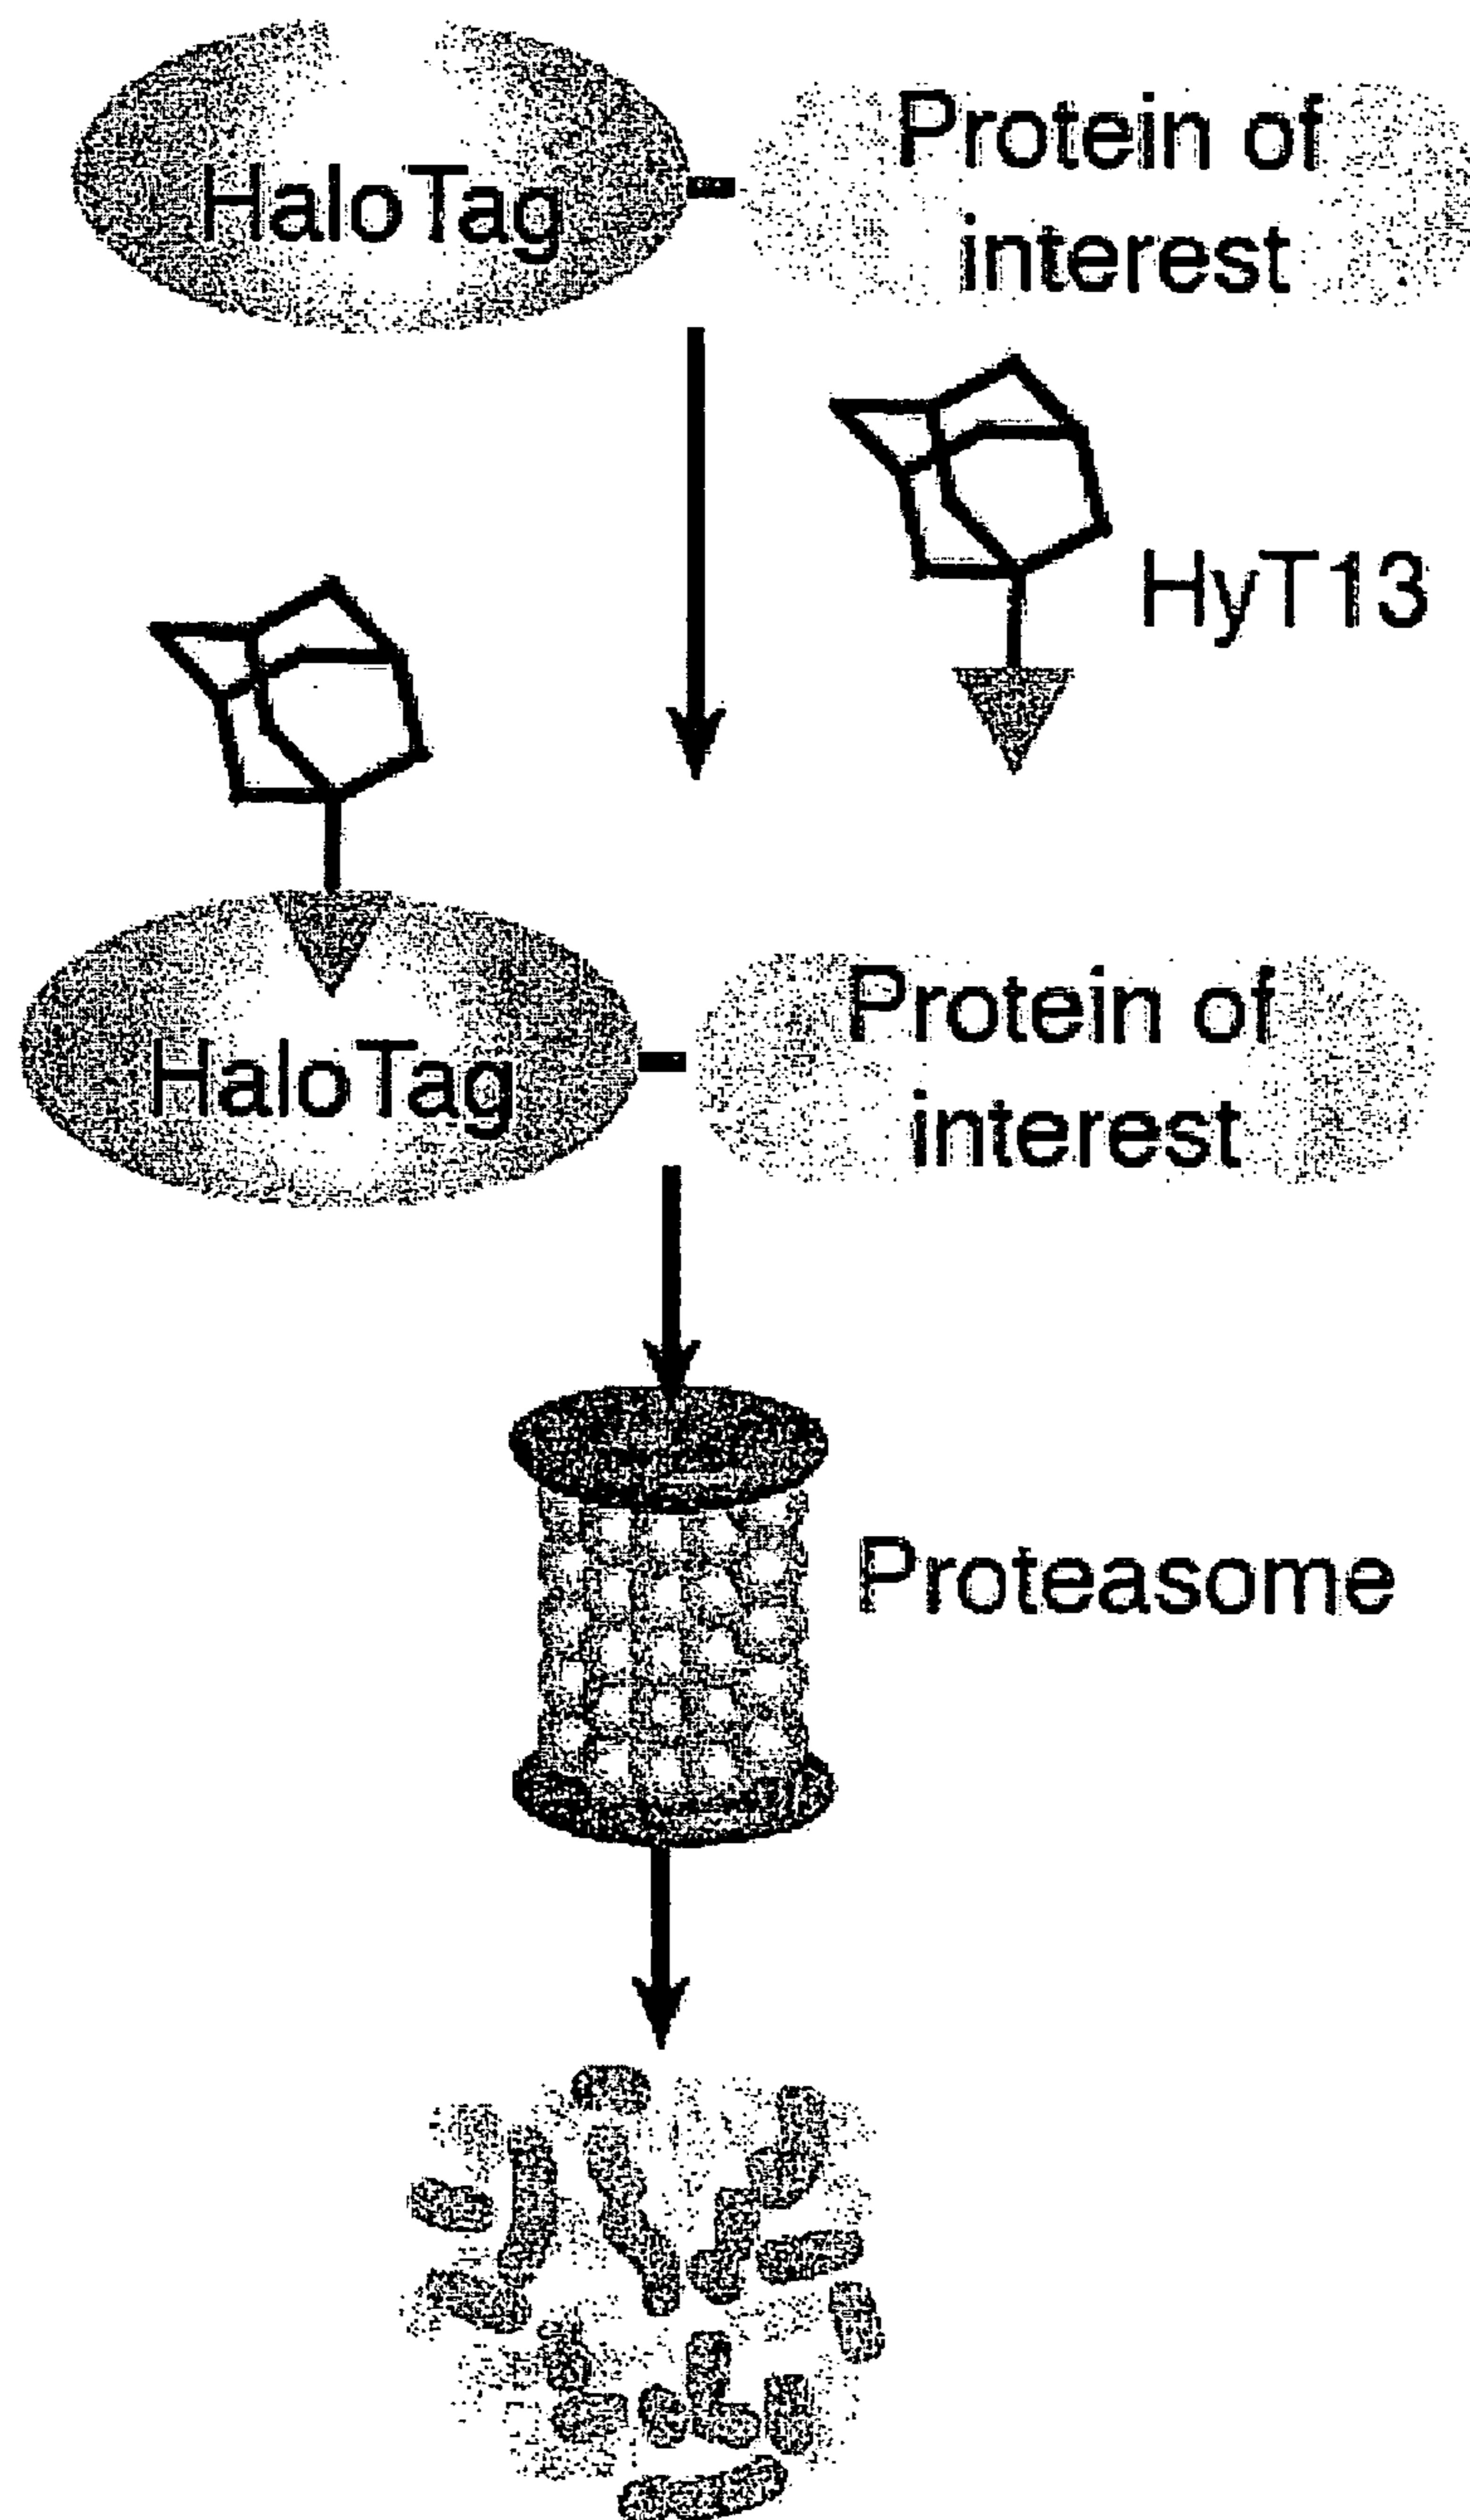 HaloTag
Protein of
interest
HyT13
HaloTag
Protein of
interest
Proteasome